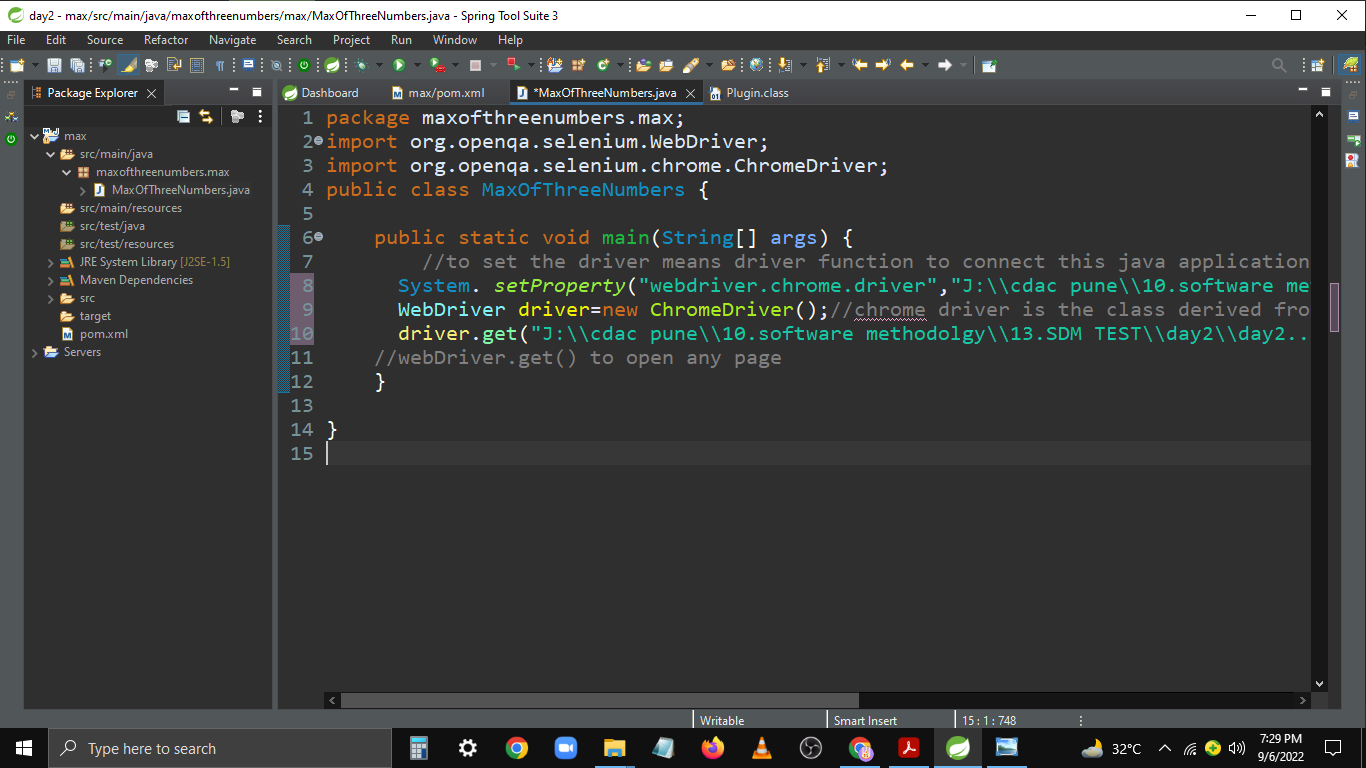 day2 - max/src/main/java/maxofthreenumbers/max/MaxOfThreeNumbers.java - Spring Tool Suite 3
File Edit Source Refactor Navigate Search Project Run Window Help
Package Explorer
Dashboard max/pom.xml *MaxOfThreeNumbers.java Plugin.class
max
src/main/java
maxofthreenumbers.max
MaxOfThreeNumbers.java
src/main/resources
src/test/java
src/test/resources
JRE System Library [J2SE-1.5]
Maven Dependencies
src
target
pom.xml
Servers
1 package maxofthreenumbers.max;
2 import org.openqa.selenium.WebDriver;
3 import org.openqa.selenium.chrome.ChromeDriver;
4 public class MaxOfThreeNumbers {
5
6 public static void main(String[] args) {
7 //to set the driver means driver function to connect this java application
8 System. setProperty("webdriver.chrome.driver","J:\\cdac pune\\10.software me
9 WebDriver driver=new ChromeDriver();//chrome driver is the class derived fro
10 driver.get("J:\\cdac pune\\10.software methodolgy\\13.SDM TEST\\day2\\day2..
11 //webDriver.get() to open any page
12 }
13
14 }
15
Writable Smart Insert 15 : 1 : 748
Type here to search
32°C
7:29 PM
9/6/2022